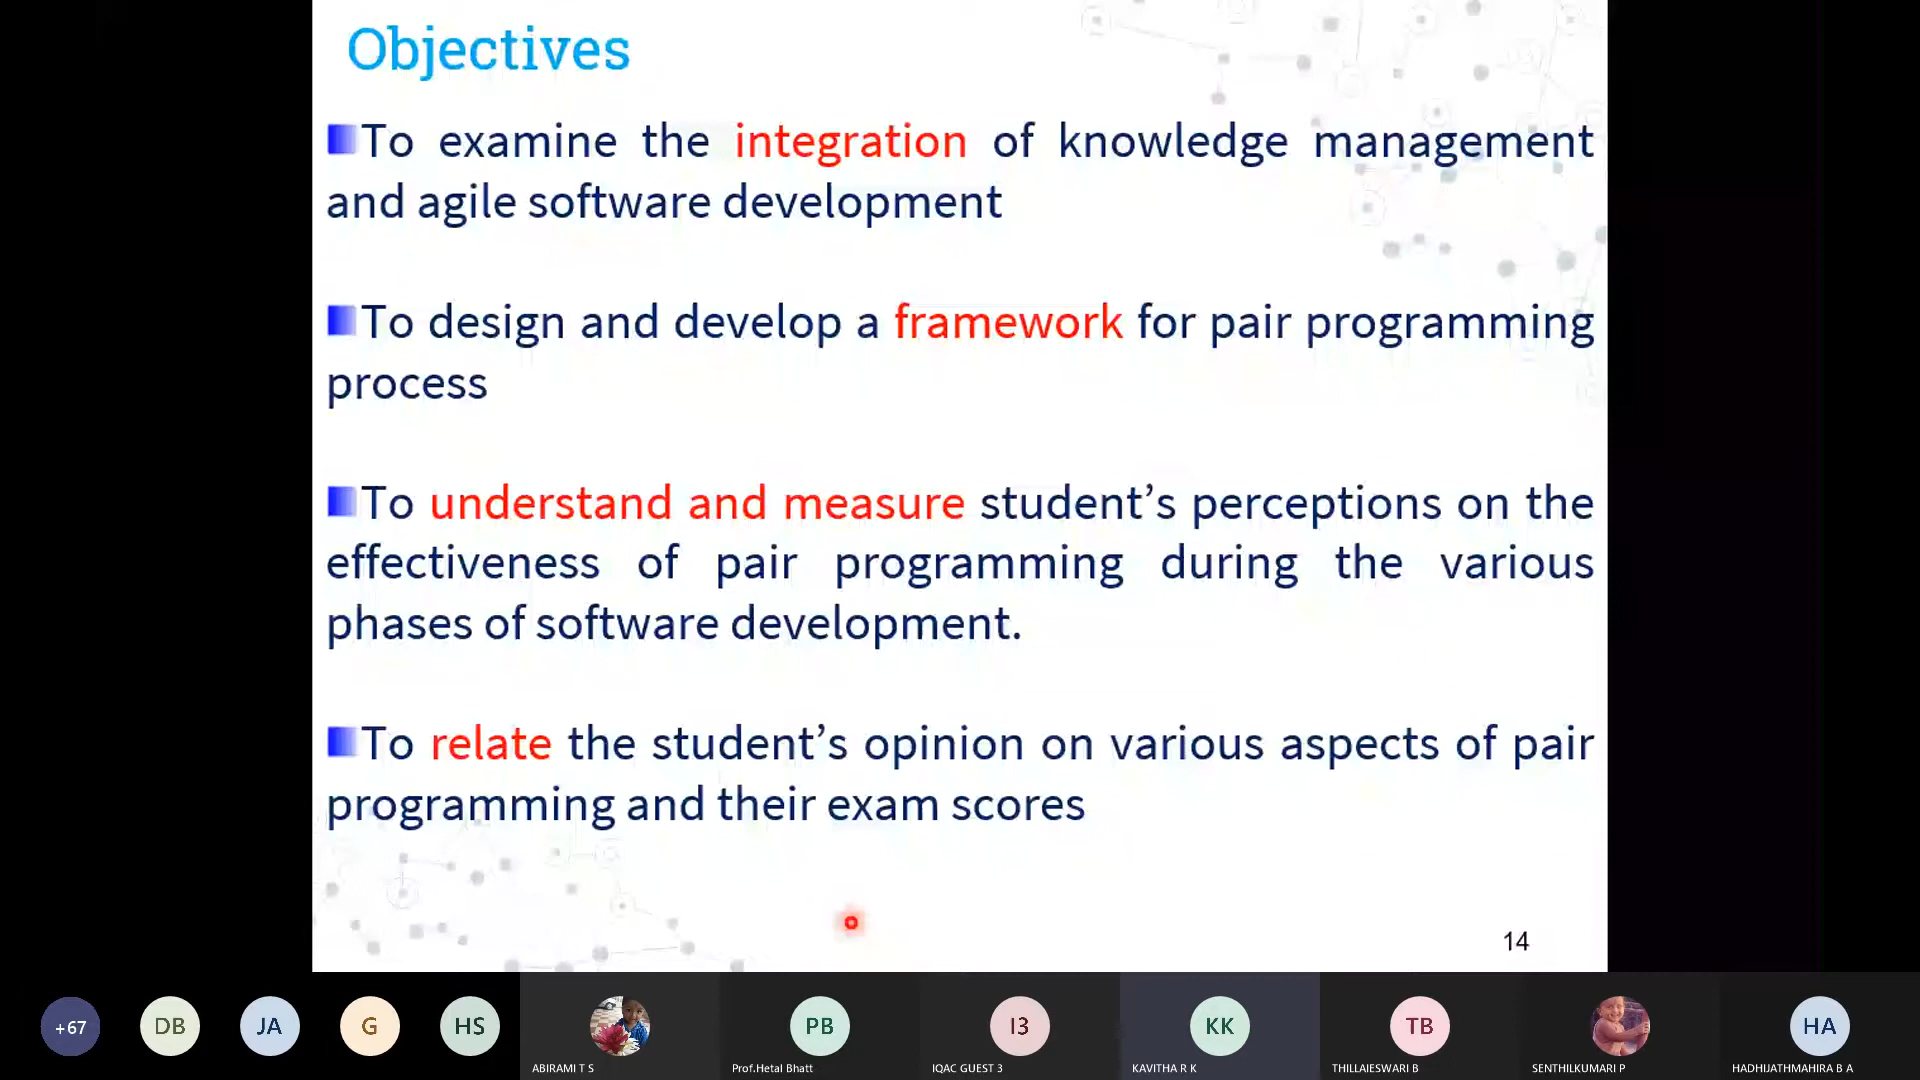 Objectives
To examine the integration of knowledge management
and agile software development
To design and develop a framework for pair programming
process
To understand and measure student’s perceptions on the
effectiveness of pair programming during the various
phases of software development.
To relate the student’s opinion on various aspects of pair
programming and their exam scores
14
+67 DB JA G HS PB I3 KK TB HA
ABIRAMI T S Prof.Hetal Bhatt IQAC GUEST 3 KAVITHA R K THILLAIESWARI B SENTHILKUMARI P HADHIJATHMAHIRA B A